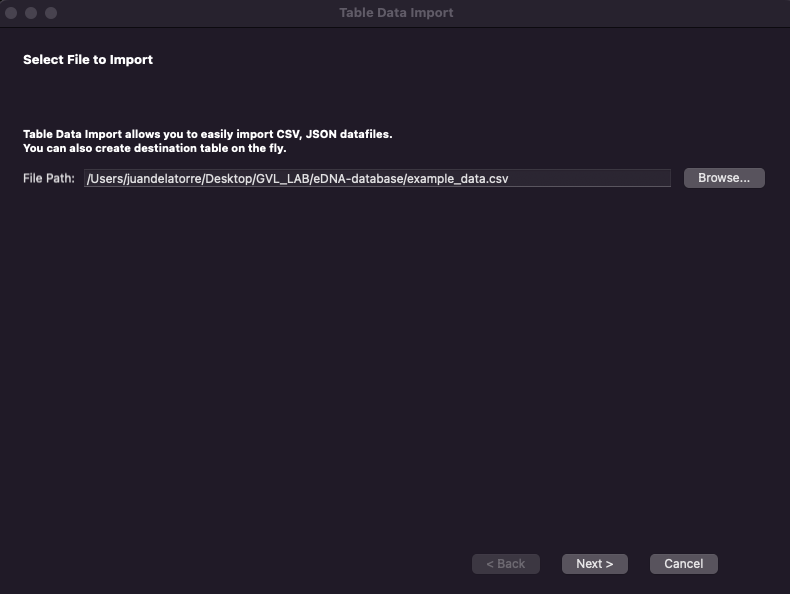 Table Data Import
Select File to Import
Table Data Import allows you to easily import CSV, JSON datafiles.
You can also create destination table on the fly.
File Path: /Users/juandelatorre/Desktop/GVL_LAB/eDNA-database/example_data.csv Browse...
< Back Next > Cancel